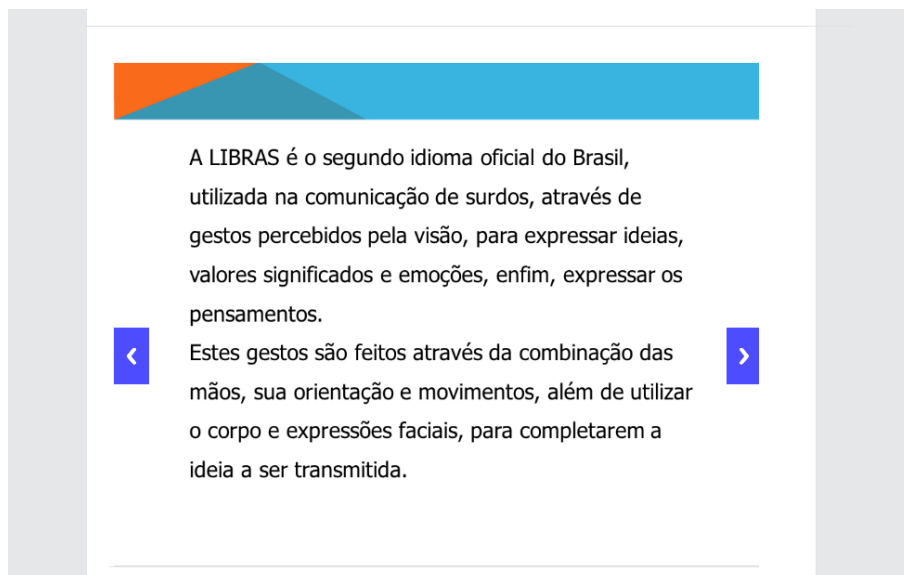 A LIBRAS é o segundo idioma oficial do Brasil,
utilizada na comunicação de surdos, através de
gestos percebidos pela visão, para expressar ideias,
valores significados e emoções, enfim, expressar os
pensamentos.
Estes gestos são feitos através da combinação das
mãos, sua orientação e movimentos, além de utilizar
o corpo e expressões faciais, para completarem a
ideia a ser transmitida.